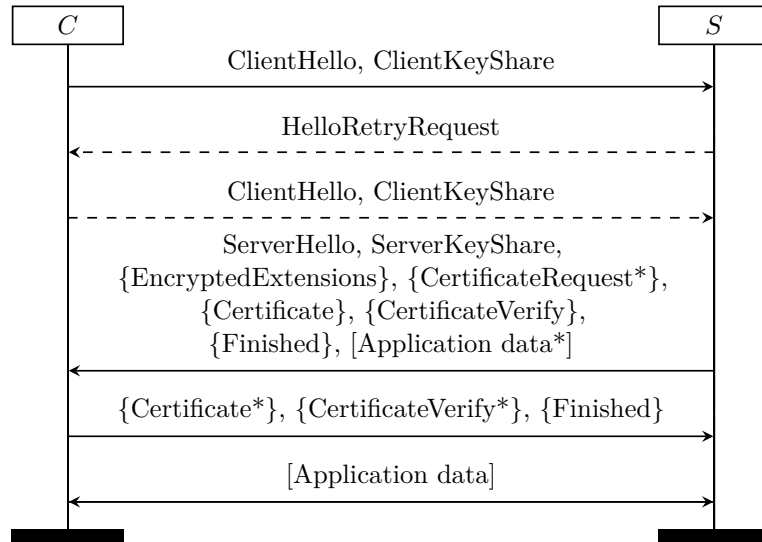 C S
ClientHello, ClientKeyShare
HelloRetryRequest
ClientHello, ClientKeyShare
ServerHello, ServerKeyShare,
{EncryptedExtensions}, {CertificateRequest*},
{Certificate}, {CertificateVerify},
{Finished}, [Application data*]
{Certificate*}, {CertificateVerify*}, {Finished}
[Application data]